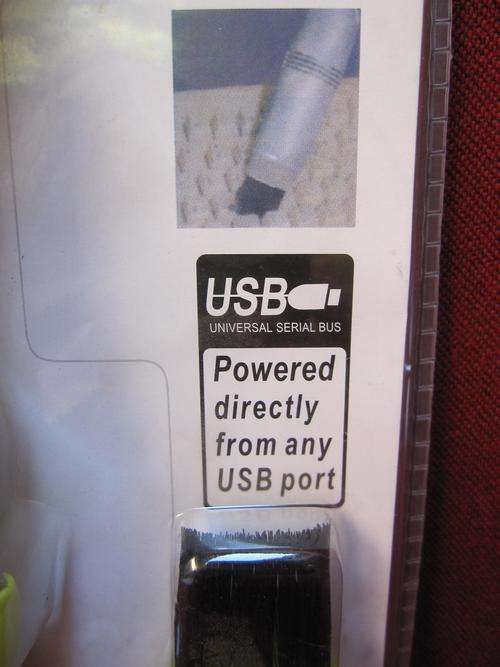 USB
UNIVERSAL SERIAL BUS
Powered
directly
from any
USB port